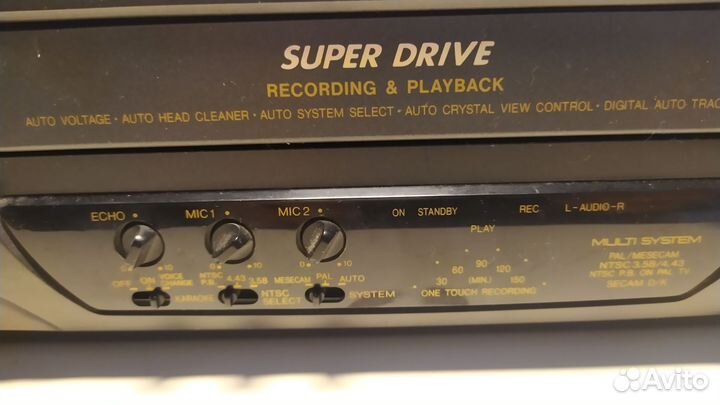 SUPER DRIVE
RECORDING & PLAYBACK
AUTO VOLTAGE · AUTO HEAD CLEANER · AUTO SYSTEM SELECT · AUTO CRYSTAL VIEW CONTROL · DIGITAL AUTO TRAC
ECHO MIC 1 MIC 2 ON STANDBY REC L-AUDIO-R
PLAY
0 10 0 10 0 10
MULTI SYSTEM
PAL/MESECAM
NTSC 3.58/4.43
NTSC P.B. ON PAL TV
SECAM D/K
30 60 90 120 150
(MIN.)
ONE TOUCH RECORDING
OFF ON VOICE CHANGE NTSC P.B. 4.43 3.58 MESECAM PAL AUTO
KARAOKE NTSC SELECT SYSTEM
Avito